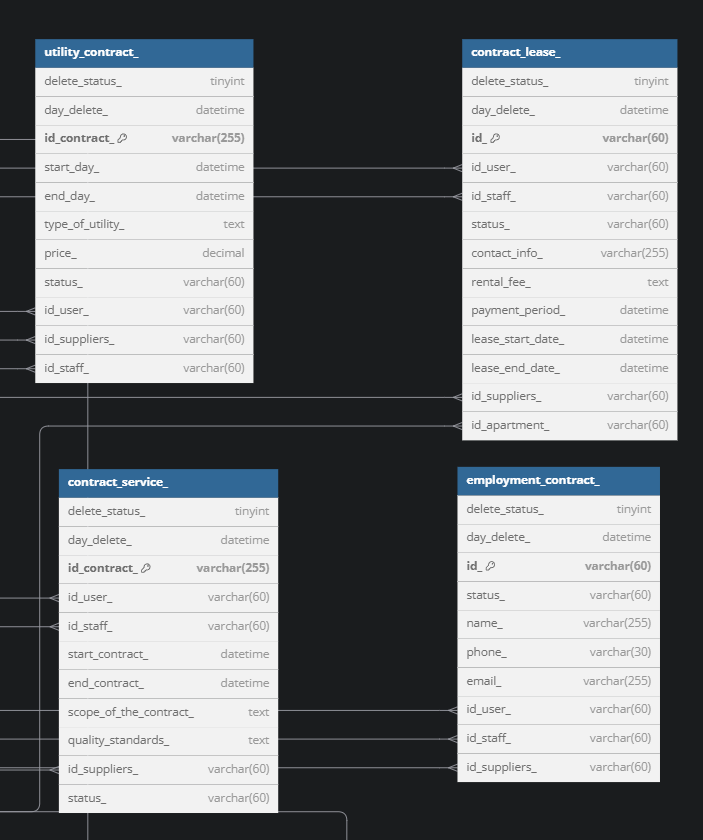 utility_contract_
delete_status_ tinyint
day_delete_ datetime
id_contract_ varchar(255)
start_day_ datetime
end_day_ datetime
type_of_utility_ text
price_ decimal
status_ varchar(60)
id_user_ varchar(60)
id_suppliers_ varchar(60)
id_staff_ varchar(60)
contract_lease_
delete_status_ tinyint
day_delete_ datetime
id_ varchar(60)
id_user_ varchar(60)
id_staff_ varchar(60)
status_ varchar(60)
contact_info_ varchar(255)
rental_fee_ text
payment_period_ datetime
lease_start_date_ datetime
lease_end_date_ datetime
id_suppliers_ varchar(60)
id_apartment_ varchar(60)
contract_service_
delete_status_ tinyint
day_delete_ datetime
id_contract_ varchar(255)
id_user_ varchar(60)
id_staff_ varchar(60)
start_contract_ datetime
end_contract_ datetime
scope_of_the_contract_ text
quality_standards_ text
id_suppliers_ varchar(60)
status_ varchar(60)
employment_contract_
delete_status_ tinyint
day_delete_ datetime
id_ varchar(60)
status_ varchar(60)
name_ varchar(255)
phone_ varchar(30)
email_ varchar(255)
id_user_ varchar(60)
id_staff_ varchar(60)
id_suppliers_ varchar(60)